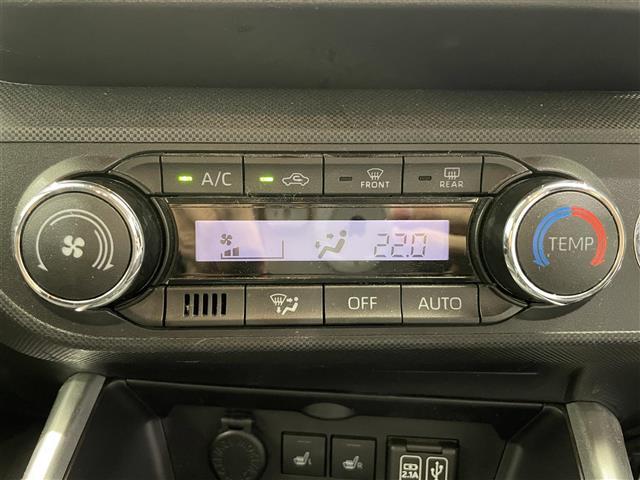 A/C FRONT REAR
22.0
TEMP
OFF AUTO
L R
2.1A